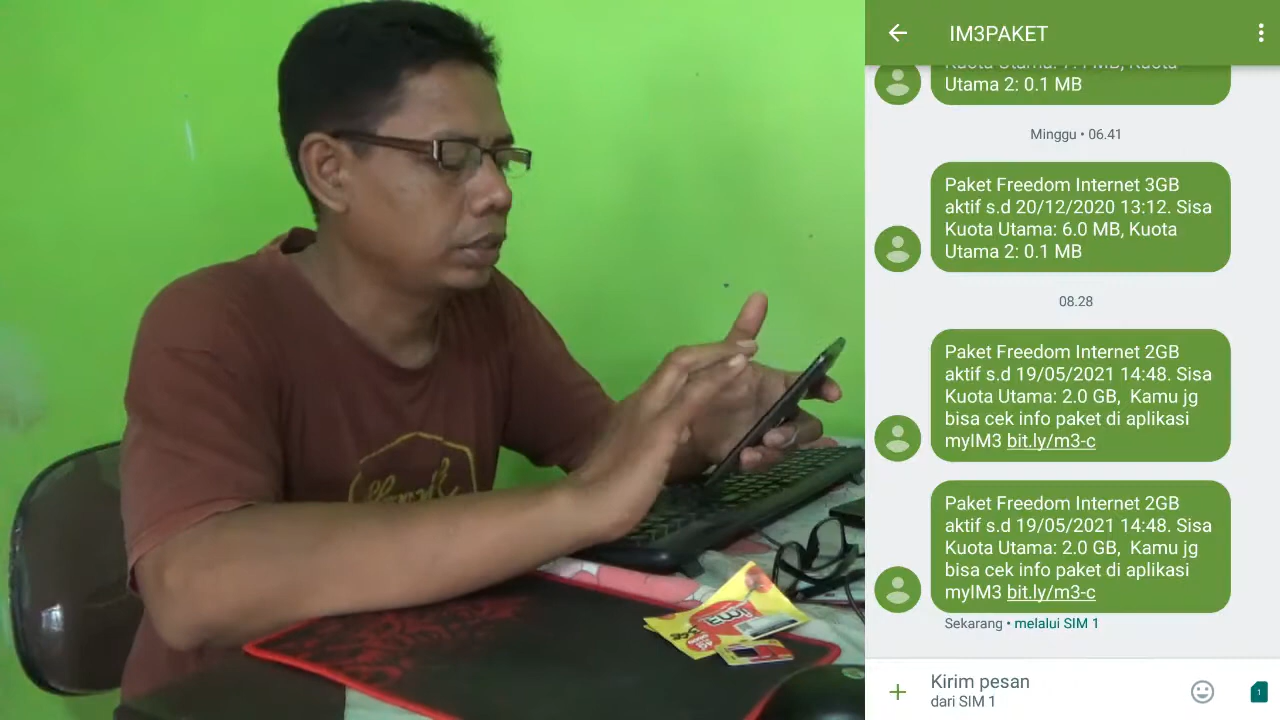 IM3PAKET
Utama 2: 0.1 MB
Minggu • 06.41
Paket Freedom Internet 3GB
aktif s.d 20/12/2020 13:12. Sisa
Kuota Utama: 6.0 MB, Kuota
Utama 2: 0.1 MB
08.28
Paket Freedom Internet 2GB
aktif s.d 19/05/2021 14:48. Sisa
Kuota Utama: 2.0 GB,  Kamu jg
bisa cek info paket di aplikasi
myIM3 bit.ly/m3-c
Paket Freedom Internet 2GB
aktif s.d 19/05/2021 14:48. Sisa
Kuota Utama: 2.0 GB,  Kamu jg
bisa cek info paket di aplikasi
myIM3 bit.ly/m3-c
Sekarang • melalui SIM 1
Kirim pesan
dari SIM 1
1
im3